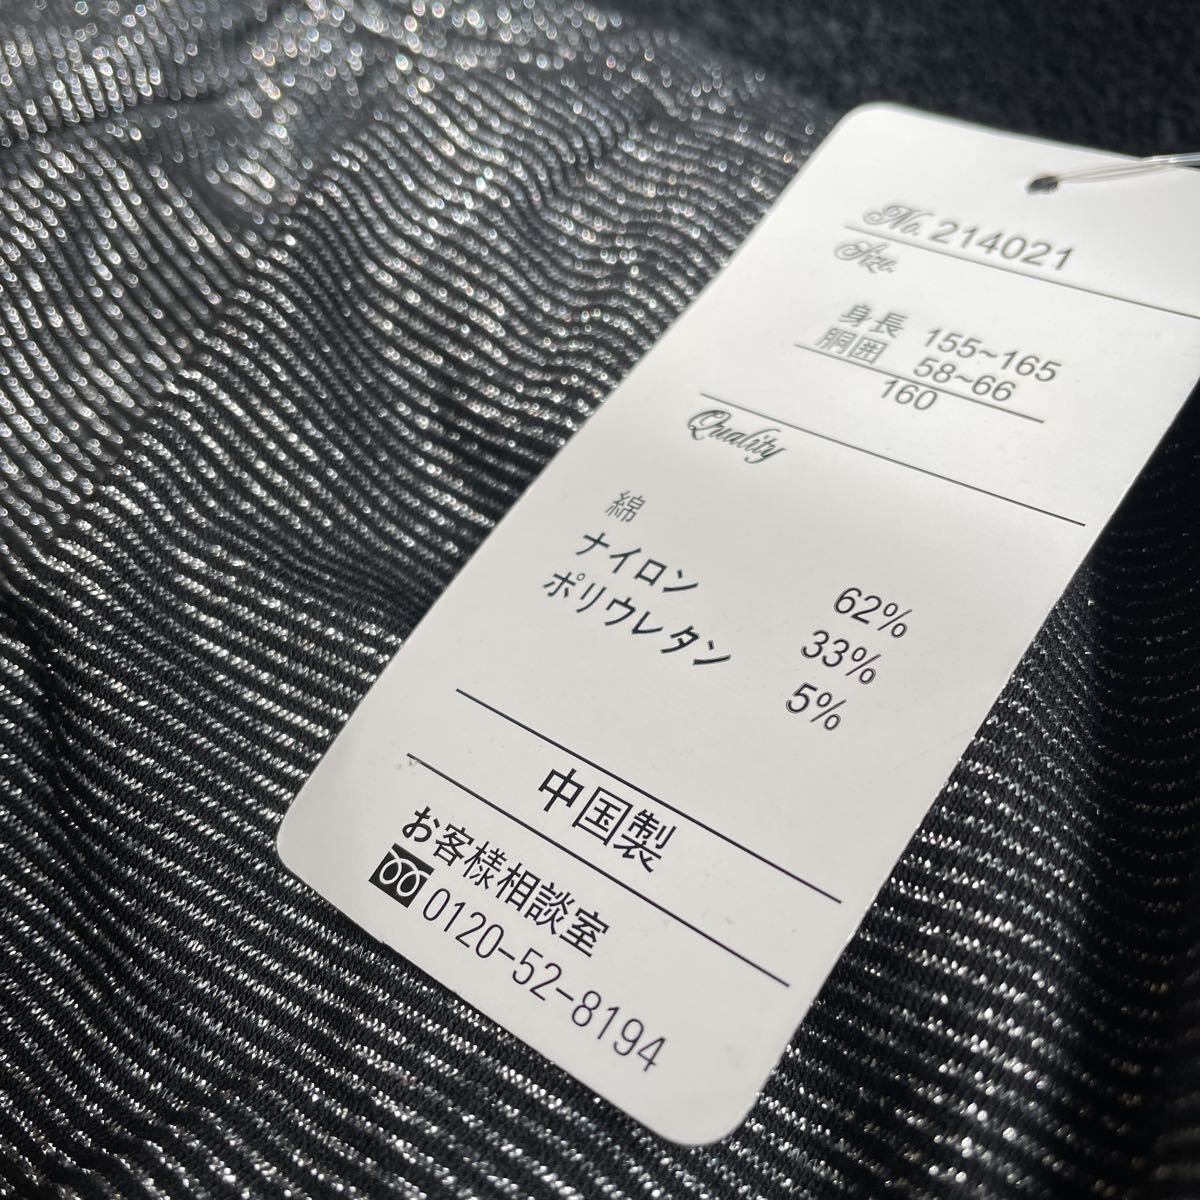 No. 214021
Size.
身長 155~165
胴囲 58~66
160
Quality
綿 62%
ナイロン 33%
ポリウレタン 5%
中国製
お客様相談室
0120-52-8194